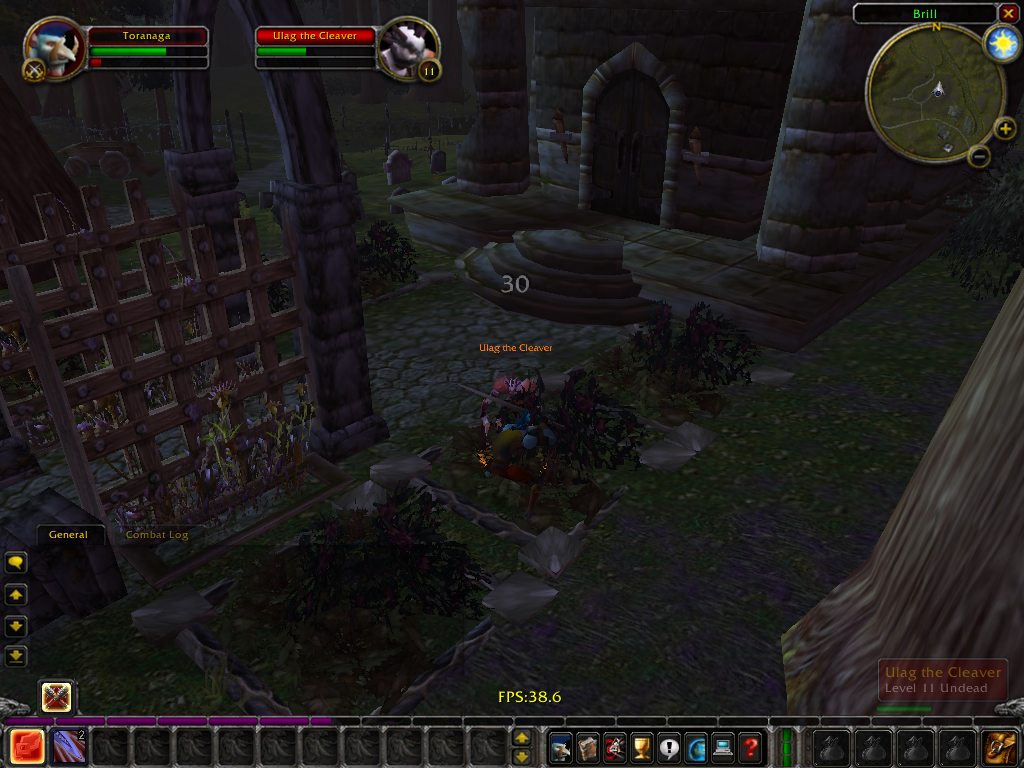 Toranaga
Ulag the Cleaver
11
Brill
N
30
Ulag the Cleaver
General
Combat Log
Ulag the Cleaver
Level 11 Undead
FPS:38.6
2